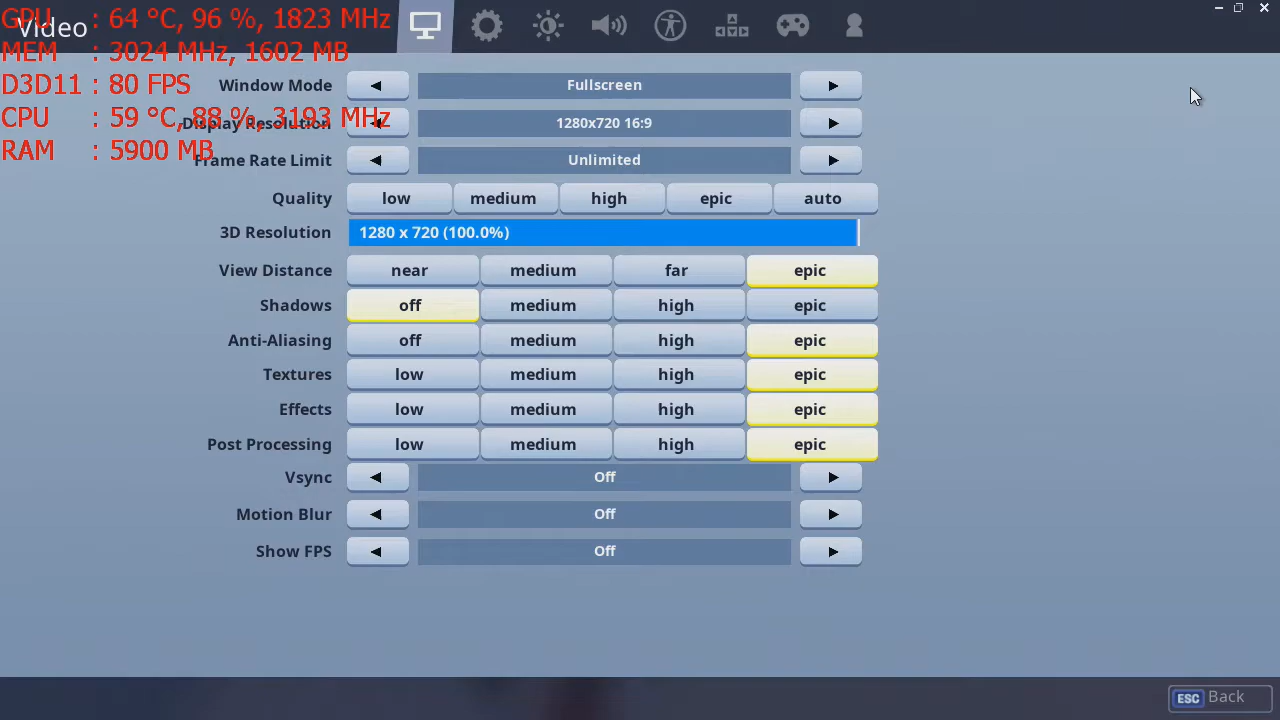 Video
GPU : 64 °C, 96 %, 1823 MHz
MEM : 3024 MHz, 1602 MB
D3D11 : 80 FPS
CPU : 59 °C, 88 %, 3193 MHz
RAM : 5900 MB
Window Mode ◀ Fullscreen ▶
Display Resolution ◀ 1280x720 16:9 ▶
Frame Rate Limit ◀ Unlimited ▶
Quality low medium high epic auto
3D Resolution 1280 x 720 (100.0%)
View Distance near medium far epic
Shadows off medium high epic
Anti-Aliasing off medium high epic
Textures low medium high epic
Effects low medium high epic
Post Processing low medium high epic
Vsync ◀ Off ▶
Motion Blur ◀ Off ▶
Show FPS ◀ Off ▶
ESC Back